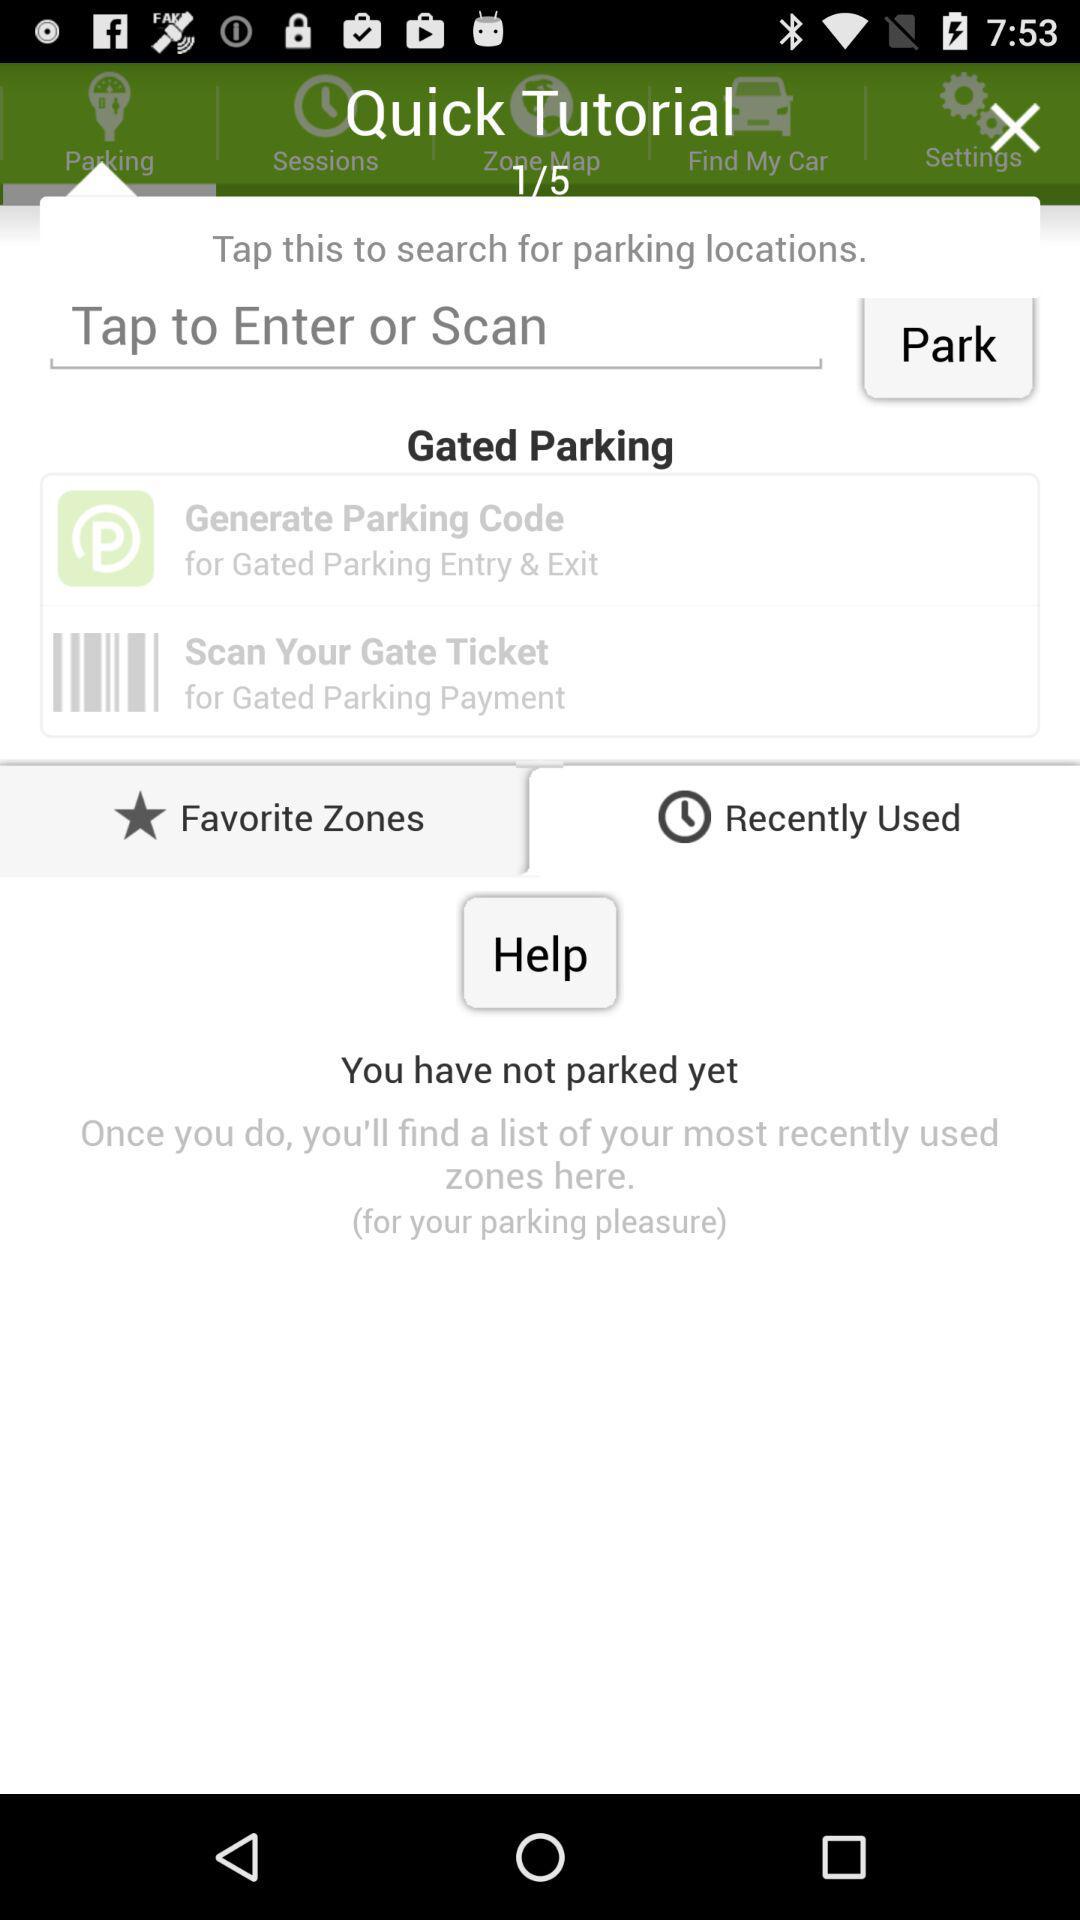 FAKE
7:53
Quick Tutorial
Parking
Sessions
Zone Map
Find My Car
Settings
1/5
Tap this to search for parking locations.
Tap to Enter or Scan
Park
Gated Parking
Generate Parking Code
for Gated Parking Entry & Exit
Scan Your Gate Ticket
for Gated Parking Payment
Favorite Zones
Recently Used
Help
You have not parked yet
Once you do, you'll find a list of your most recently used
zones here.
(for your parking pleasure)